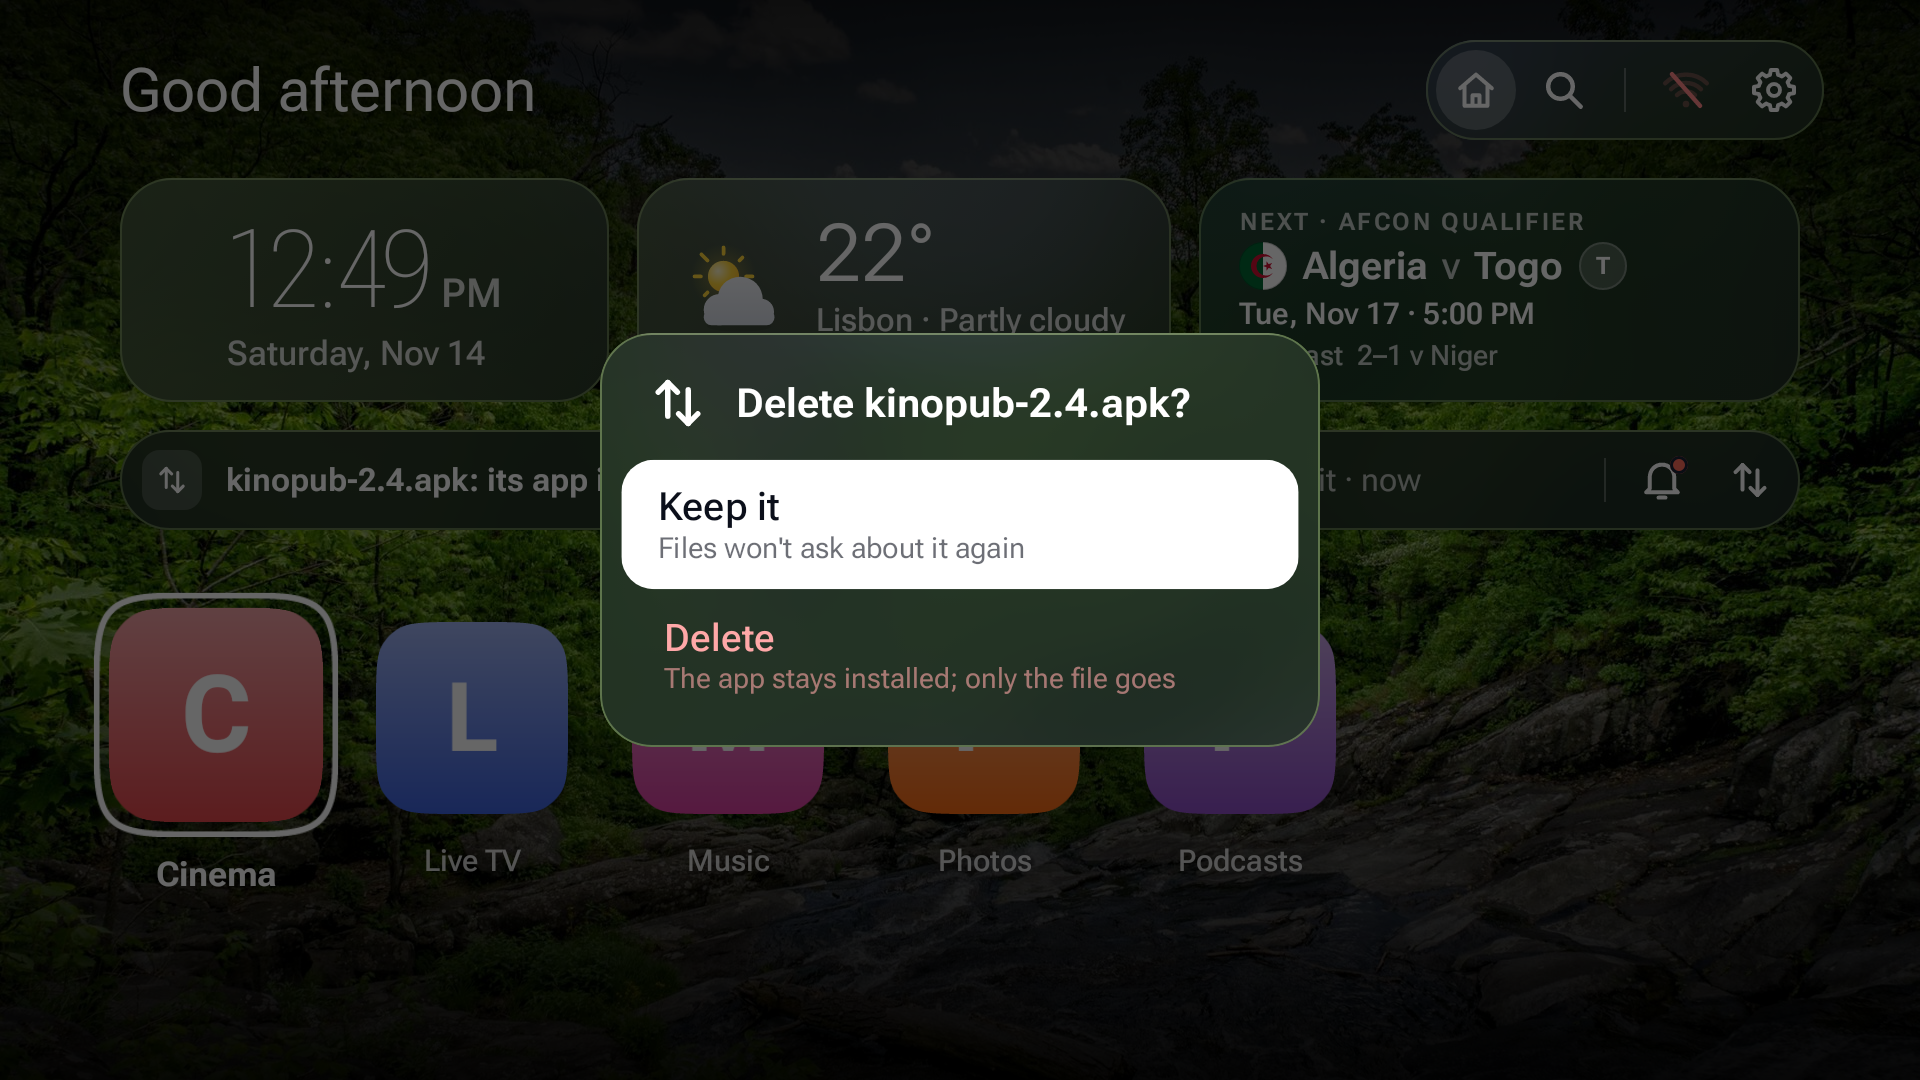 Good afternoon
12:49 PM
Saturday, Nov 14
22°
Lisbon · Partly cloudy
NEXT · AFCON QUALIFIER
Algeria v Togo T
Tue, Nov 17 · 5:00 PM
2–1 v Niger
Delete kinopub-2.4.apk?
kinopub-2.4.apk: its app
it · now
Keep it
Files won't ask about it again
Delete
The app stays installed; only the file goes
C
L
Cinema
Live TV
Music
Photos
Podcasts